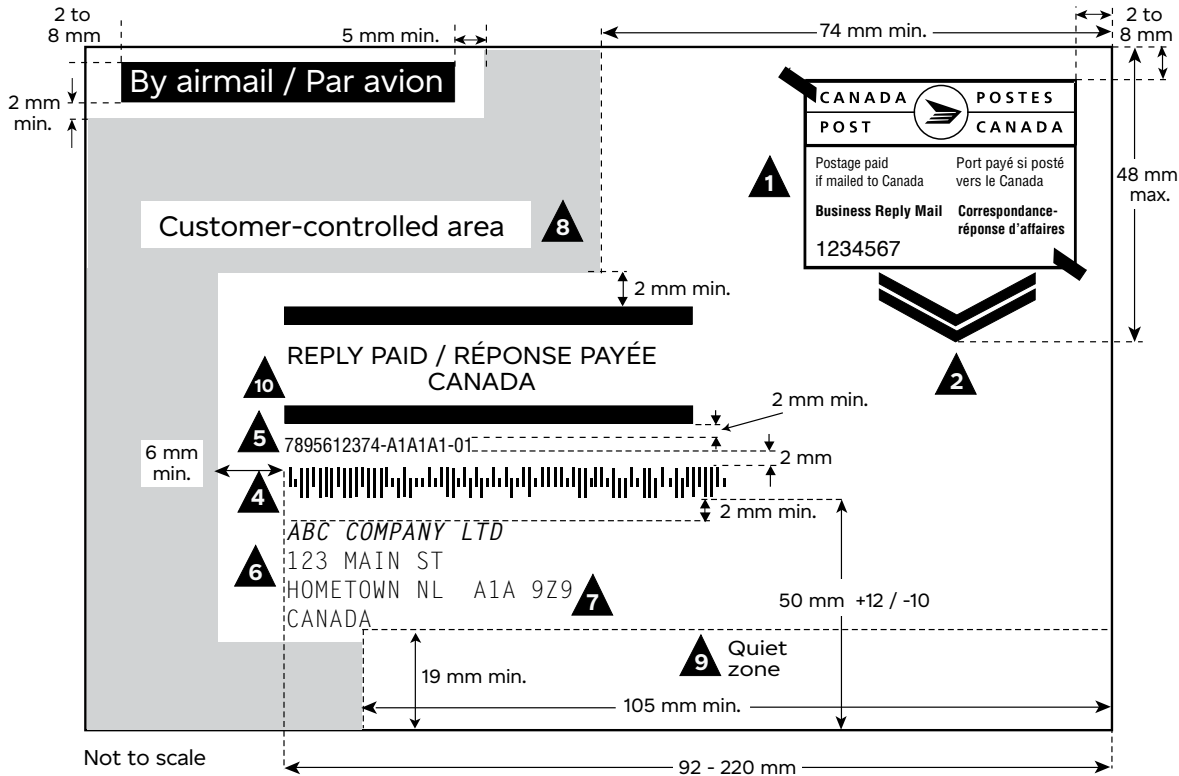 2 to
8 mm
5 mm min.
74 mm min.
2 to
8 mm
By airmail / Par avion
2 mm
min.
CANADA POSTES
POST CANADA
1
Postage paid
if mailed to Canada
Port payé si posté
vers le Canada
Business Reply Mail
Correspondance-
réponse d'affaires
1234567
48 mm
max.
Customer-controlled area
8
2 mm min.
REPLY PAID / RÉPONSE PAYÉE
CANADA
10
2
2 mm min.
5
7895612374-A1A1A1-01
2 mm
6 mm
min.
4
2 mm min.
ABC COMPANY LTD
6
123 MAIN ST
HOMETOWN NL A1A 9Z9
7
CANADA
50 mm +12 / -10
9
Quiet
zone
19 mm min.
105 mm min.
Not to scale
92 - 220 mm